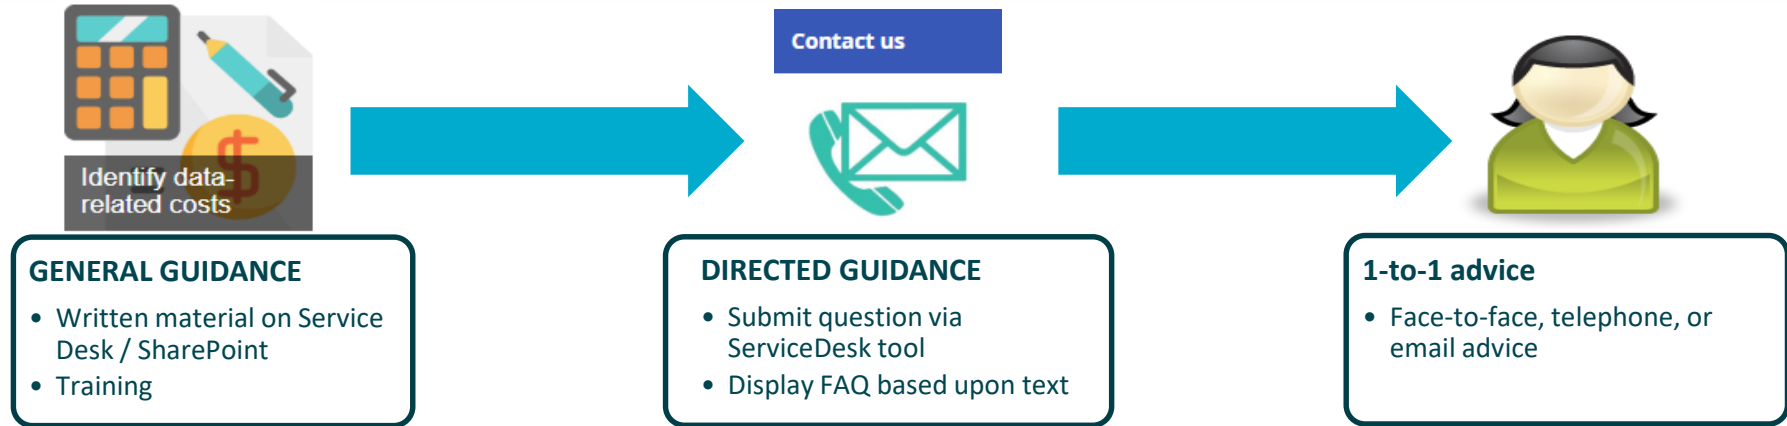 Identify data-
related costs
Contact us
GENERAL GUIDANCE
• Written material on Service
Desk / SharePoint
• Training
DIRECTED GUIDANCE
• Submit question via
ServiceDesk tool
• Display FAQ based upon text
1-to-1 advice
• Face-to-face, telephone, or
email advice